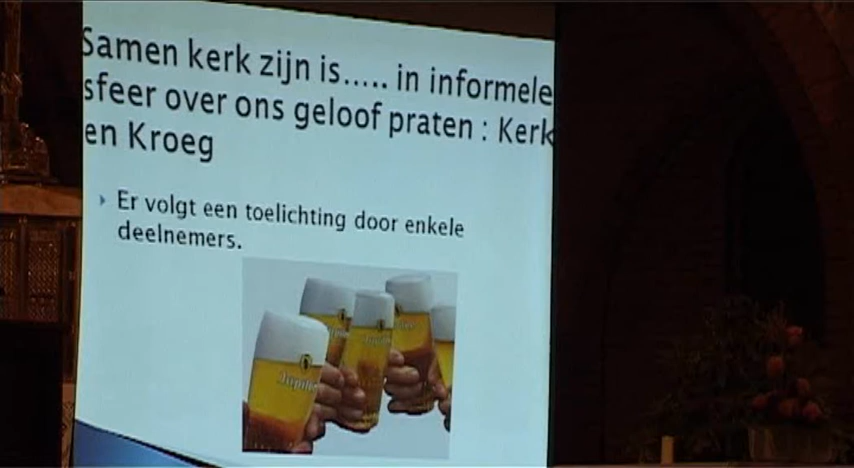 Samen kerk zijn is..... in informele
sfeer over ons geloof praten : Kerk
en Kroeg
Er volgt een toelichting door enkele
deelnemers.